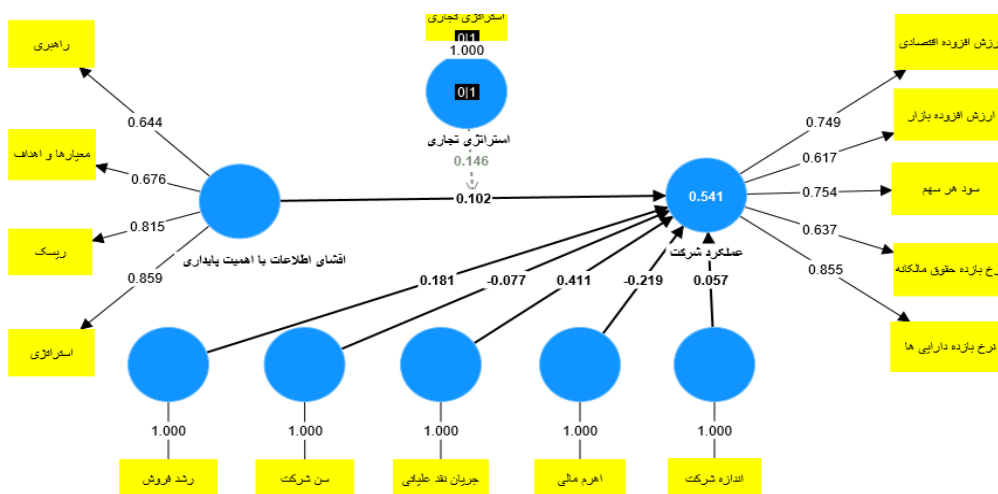 استراتژی تجاری
0|1
1.000
0|1
استراتژی تجاری
0.146
راهبری
معیارها و اهداف
ریسک
استراتژی
0.644
0.676
0.815
0.859
افشای اطلاعات با اهمیت پایداری
0.102
0.541
عملکرد شرکت
0.749
0.617
0.754
0.637
0.855
رزش افزوده اقتصادی
ارزش افزوده بازار
سود هر سهم
رخ بازده حقوق مالکانه
نرخ بازده دارایی ها
0.181
-0.077
0.411
-0.219
0.057
1.000
1.000
1.000
1.000
1.000
رشد فروش
سن شرکت
جریان نقد علیاتی
اهرم مالی
اندازه شرکت